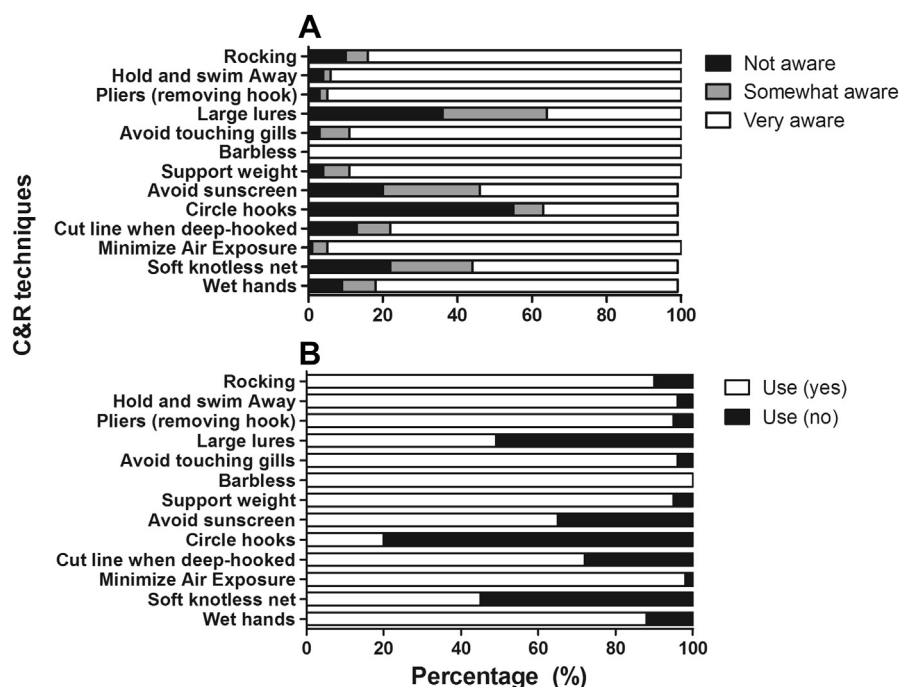 A
Rocking
Hold and swim Away
Pliers (removing hook)
Large lures
Avoid touching gills
Barbless
Support weight
Avoid sunscreen
Circle hooks
Cut line when deep-hooked
Minimize Air Exposure
Soft knotless net
Wet hands
0 20 40 60 80 100
Not aware
Somewhat aware
Very aware
C&R techniques
B
Rocking
Hold and swim Away
Pliers (removing hook)
Large lures
Avoid touching gills
Barbless
Support weight
Avoid sunscreen
Circle hooks
Cut line when deep-hooked
Minimize Air Exposure
Soft knotless net
Wet hands
0 20 40 60 80 100
Percentage (%)
Use (yes)
Use (no)